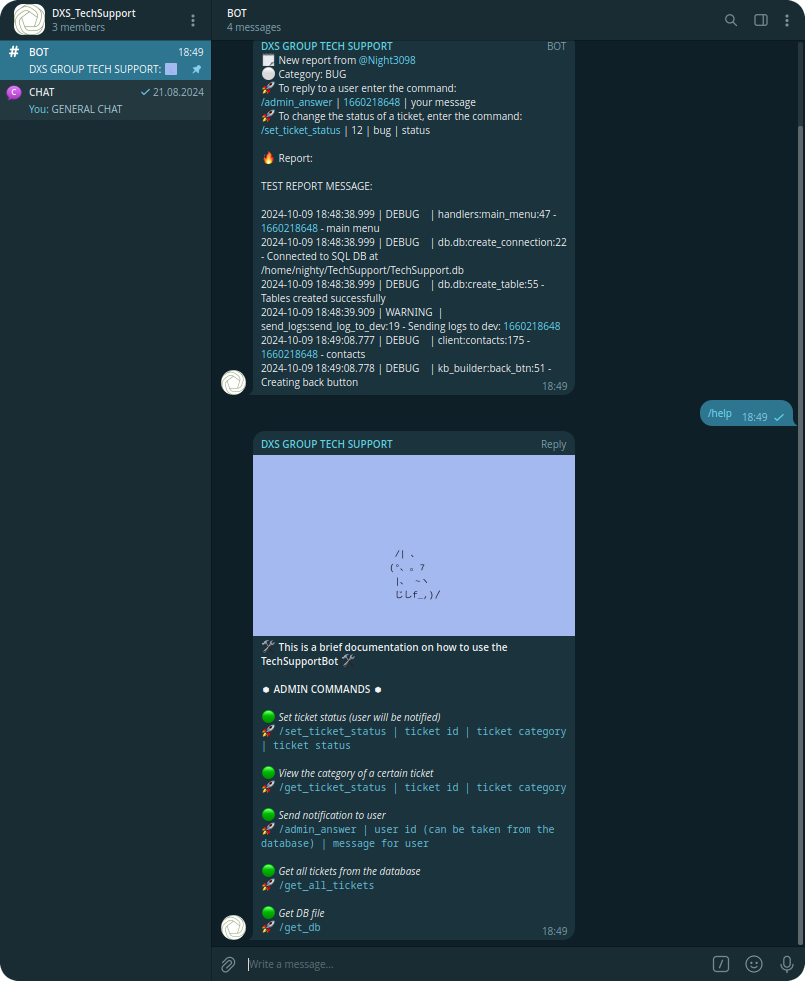 DXS_TechSupport
3 members
# BOT 18:49
DXS GROUP TECH SUPPORT:
C CHAT 21.08.2024
You: GENERAL CHAT
BOT
4 messages
DXS GROUP TECH SUPPORT BOT
New report from @Night3098
Category: BUG
To reply to a user enter the command:
/admin_answer | 1660218648 | your message
To change the status of a ticket, enter the command:
/set_ticket_status | 12 | bug | status
Report:
TEST REPORT MESSAGE:
2024-10-09 18:48:38.999 | DEBUG | handlers:main_menu:47 -
1660218648 - main menu
2024-10-09 18:48:38.999 | DEBUG | db.db:create_connection:22
- Connected to SQL DB at
/home/nighty/TechSupport/TechSupport.db
2024-10-09 18:48:38.999 | DEBUG | db.db:create_table:55 -
Tables created successfully
2024-10-09 18:48:39.909 | WARNING |
send_logs:send_log_to_dev:19 - Sending logs to dev: 1660218648
2024-10-09 18:49:08.777 | DEBUG | client:contacts:175 -
1660218648 - contacts
2024-10-09 18:49:08.778 | DEBUG | kb_builder:back_btn:51 -
Creating back button
18:49
/help 18:49
DXS GROUP TECH SUPPORT Reply
/| 、
(°、 。 7
|、 ~ヽ
じしf_,)/
This is a brief documentation on how to use the
TechSupportBot
● ADMIN COMMANDS ●
Set ticket status (user will be notified)
/set_ticket_status | ticket id | ticket category
| ticket status
View the category of a certain ticket
/get_ticket_status | ticket id | ticket category
Send notification to user
/admin_answer | user id (can be taken from the
database) | message for user
Get all tickets from the database
/get_all_tickets
Get DB file
/get_db
18:49
Write a message...